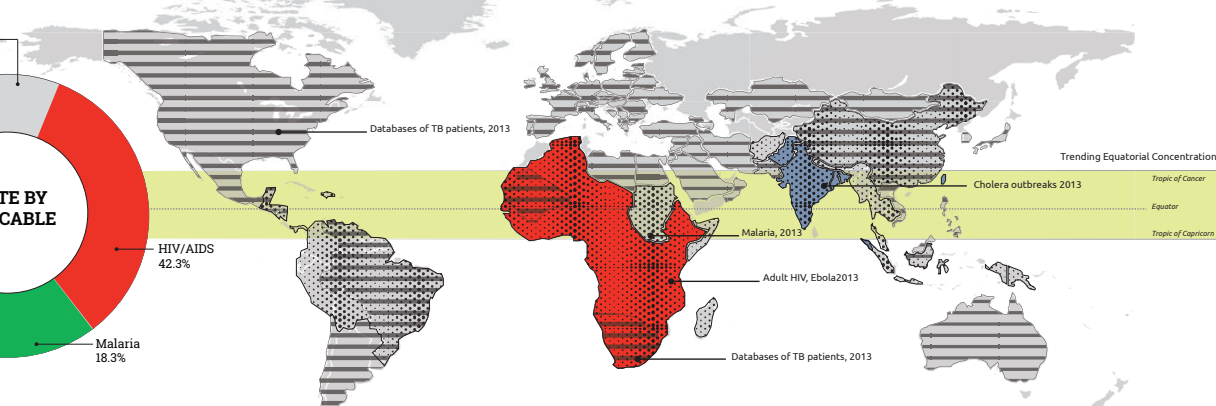 Databases of TB patients, 2013
Trending Equatorial Concentration
Tropic of Cancer
Cholera outbreaks 2013
TE BY
CABLE
Equator
Malaria, 2013
Tropic of Capricorn
HIV/AIDS
42.3%
Adult HIV, Ebola2013
Malaria
18.3%
Databases of TB patients, 2013